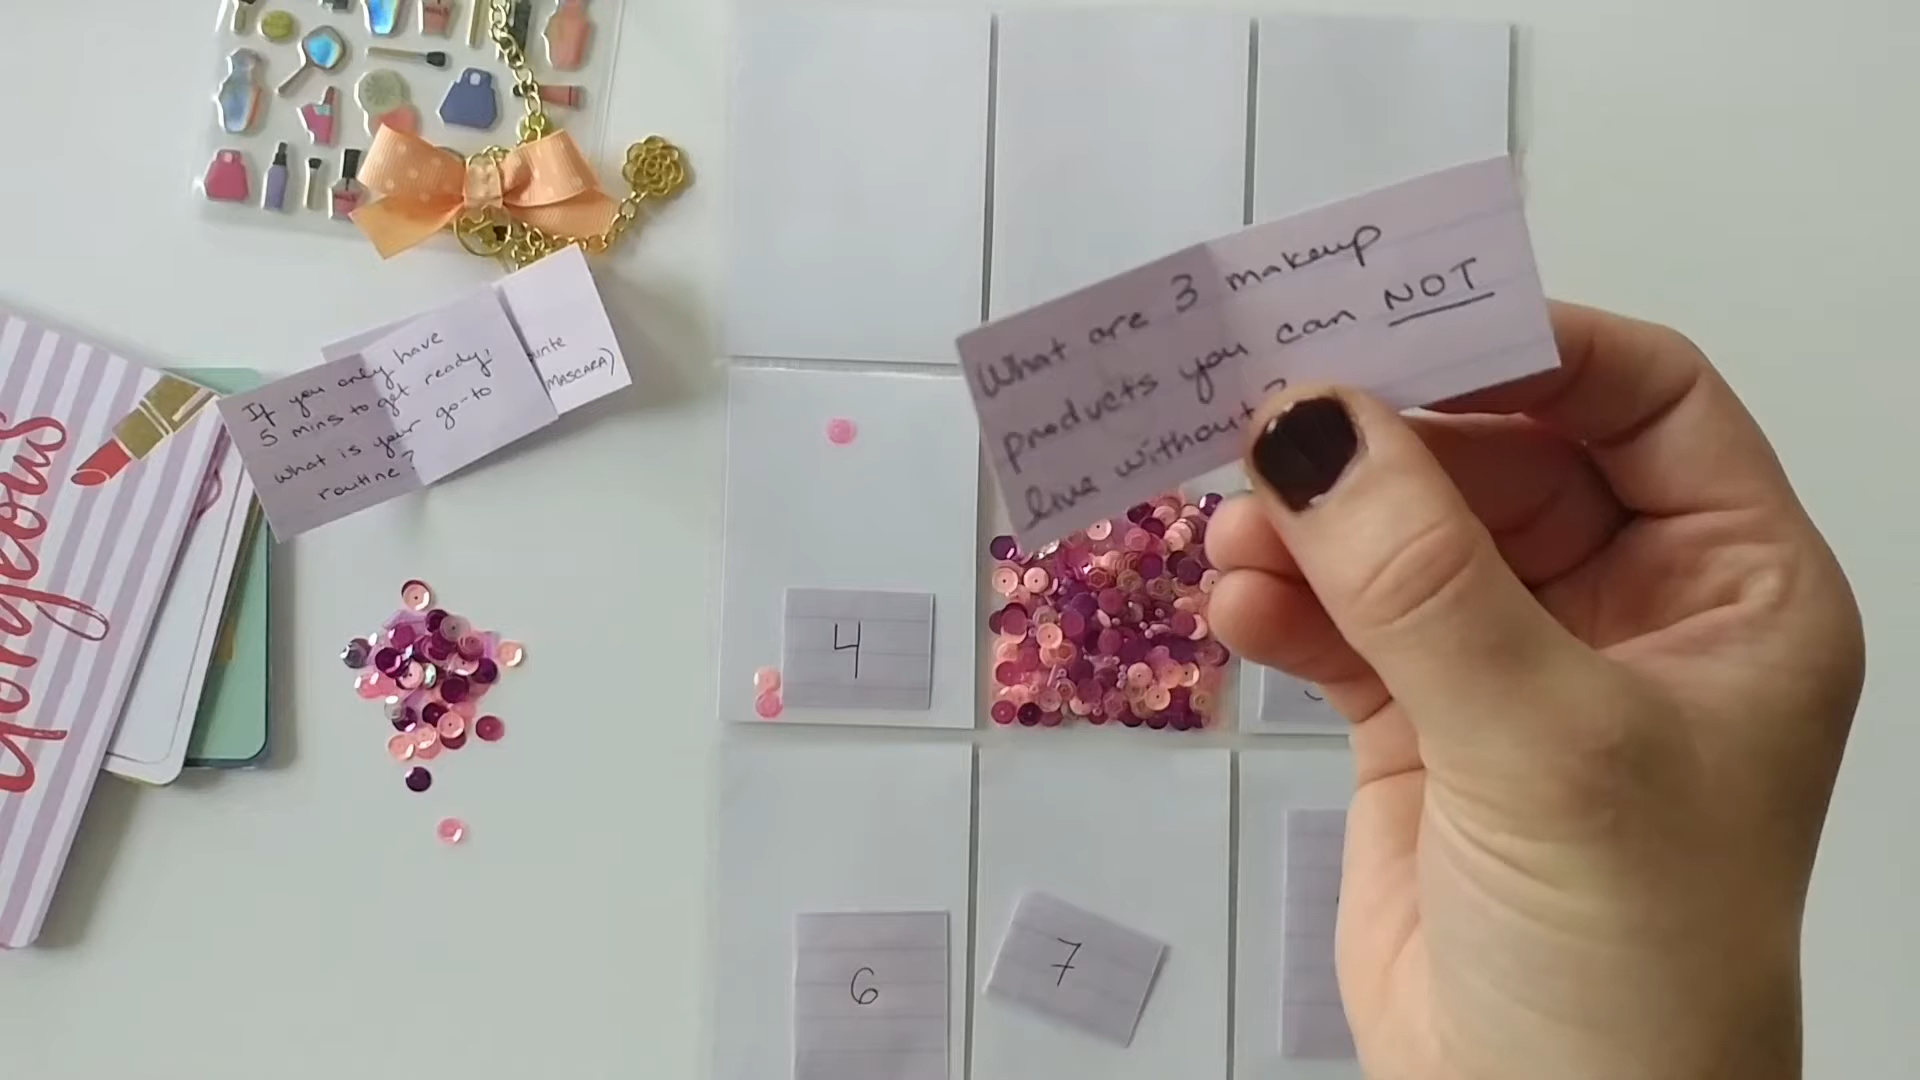 What are 3 makeup
products you can NOT
live without?
If you only have
5 mins to get ready,
what is your go-to
routine?
MASCARA)
Gorgeous
4
6
7